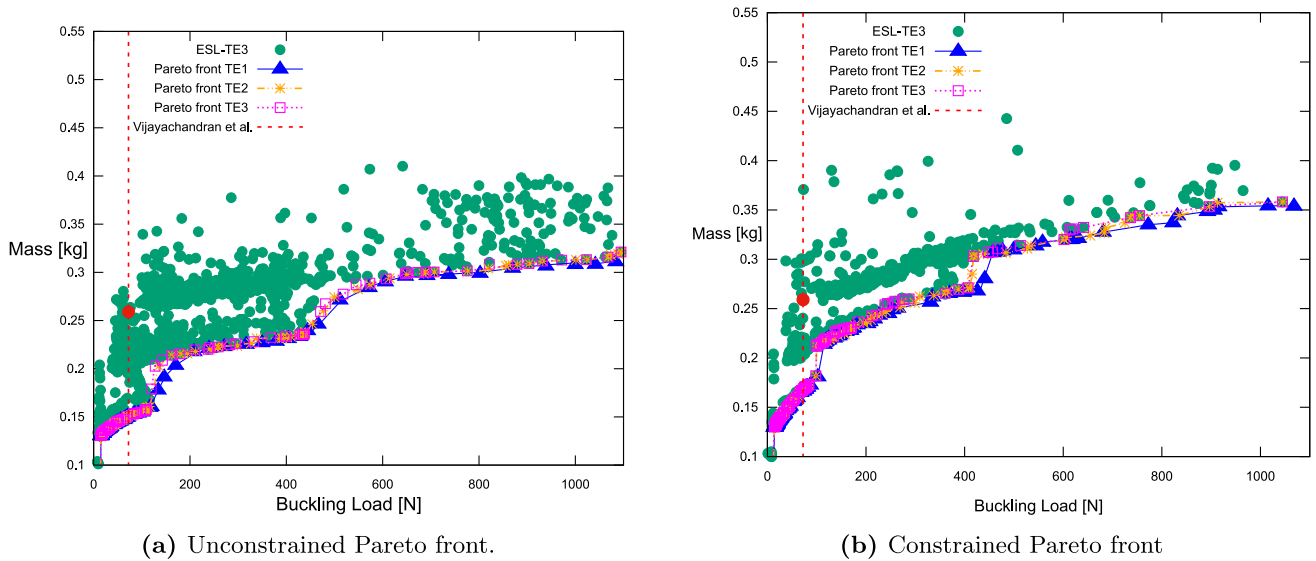 0.55
0.5
0.45
0.4
0.35
Mass [kg]
0.3
0.25
0.2
0.15
0.1
0 200 400 600 800 1000
Buckling Load [N]
ESL-TE3
Pareto front TE1
Pareto front TE2
Pareto front TE3
Vijayachandran et al.
(a) Unconstrained Pareto front.
0.55
0.5
0.45
0.4
0.35
Mass [kg]
0.3
0.25
0.2
0.15
0.1
0 200 400 600 800 1000
Buckling Load [N]
ESL-TE3
Pareto front TE1
Pareto front TE2
Pareto front TE3
Vijayachandran et al.
(b) Constrained Pareto front